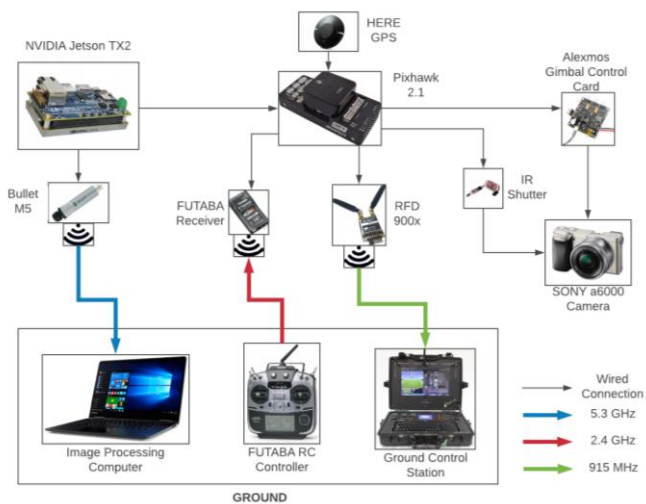 HERE
GPS
NVIDIA Jetson TX2
Pixhawk
2.1
Alexmos
Gimbal Control
Card
Bullet
M5
FUTABA
Receiver
RFD
900x
IR
Shutter
SONY a6000
Camera
Image Processing
Computer
FUTABA RC
Controller
Ground Control
Station
GROUND
Wired
Connection
5.3 GHz
2.4 GHz
915 MHz